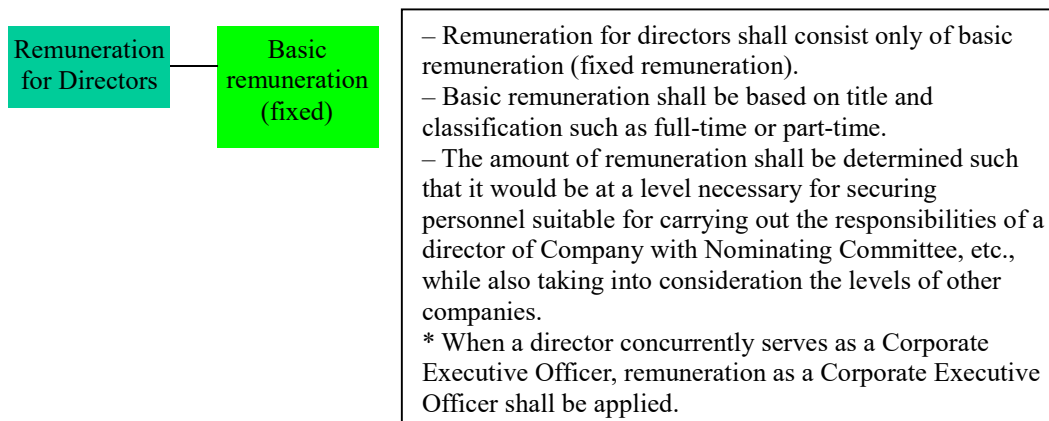 Remuneration
for Directors
Basic
remuneration
(fixed)
– Remuneration for directors shall consist only of basic
remuneration (fixed remuneration).
– Basic remuneration shall be based on title and
classification such as full-time or part-time.
– The amount of remuneration shall be determined such
that it would be at a level necessary for securing
personnel suitable for carrying out the responsibilities of a
director of Company with Nominating Committee, etc.,
while also taking into consideration the levels of other
companies.
* When a director concurrently serves as a Corporate
Executive Officer, remuneration as a Corporate Executive
Officer shall be applied.